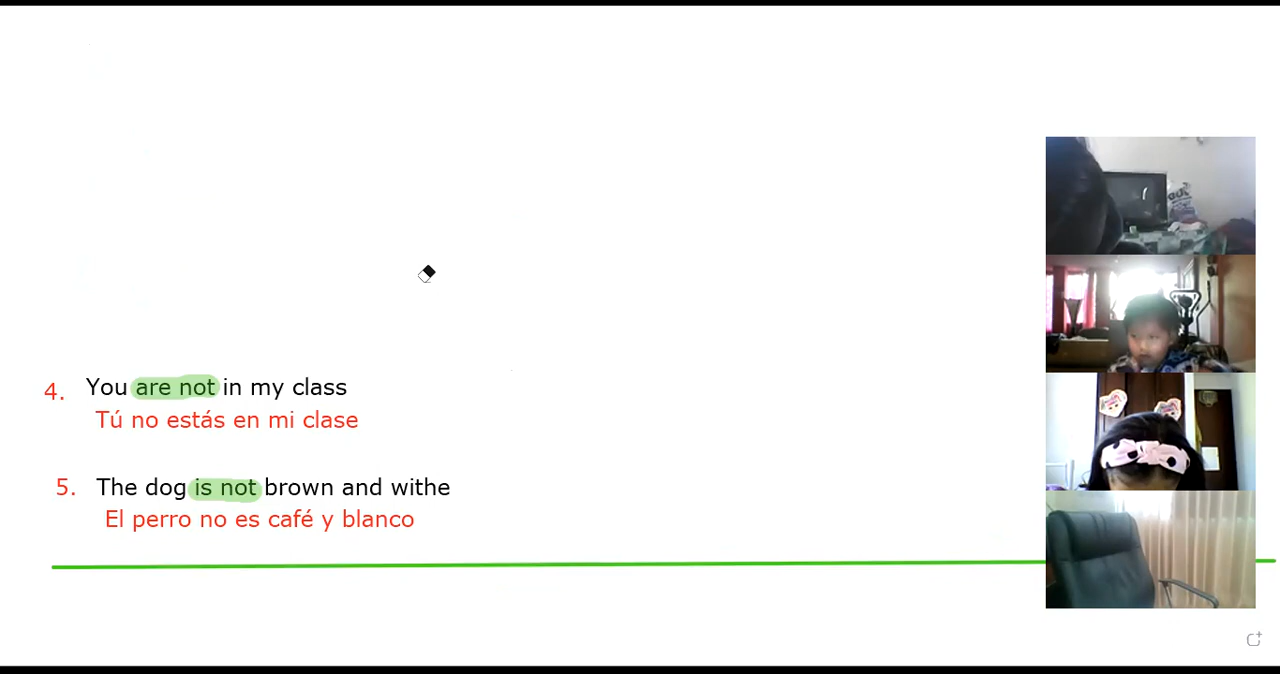 4. You are not in my class
Tú no estás en mi clase
5. The dog is not brown and withe
El perro no es café y blanco